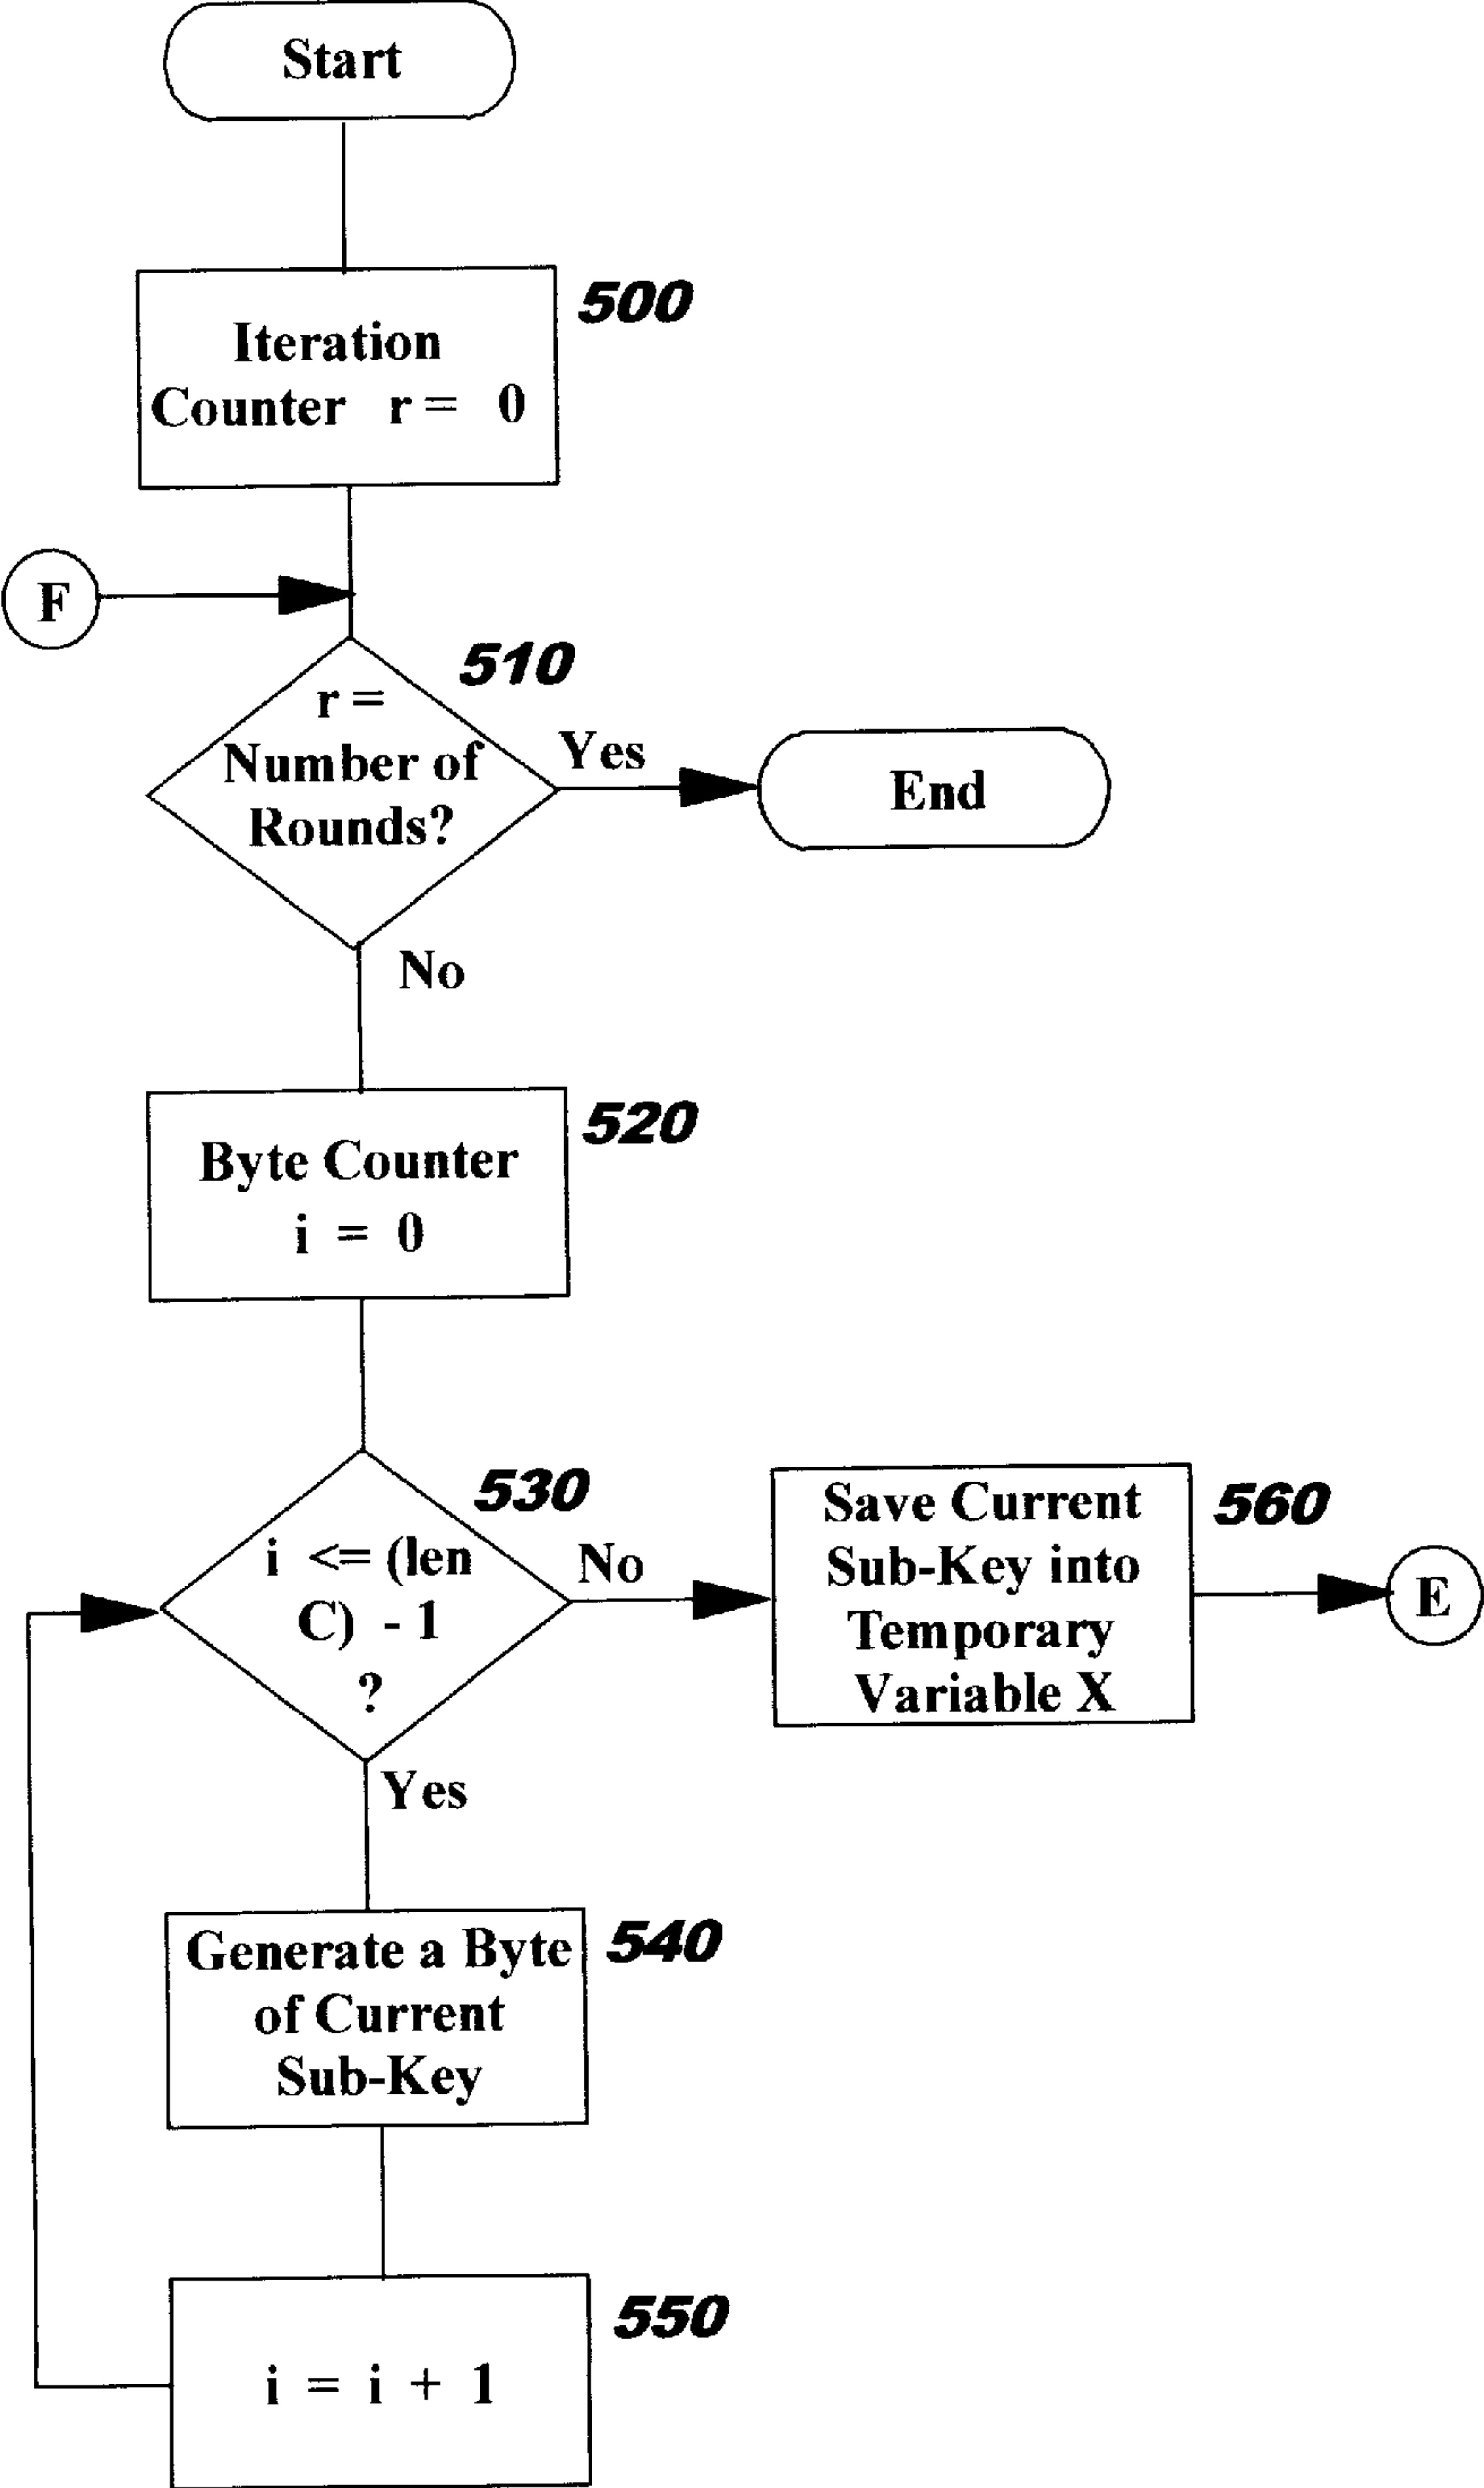 Start
500
Iteration
Counter r = 0
F
510
r =
Number of
Rounds?
Yes
End
No
520
Byte Counter
i = 0
530
i <= (len
C) - 1
?
No
Save Current
Sub-Key into
Temporary
Variable X
560
E
Yes
Generate a Byte
of Current
Sub-Key
540
550
i = i + 1